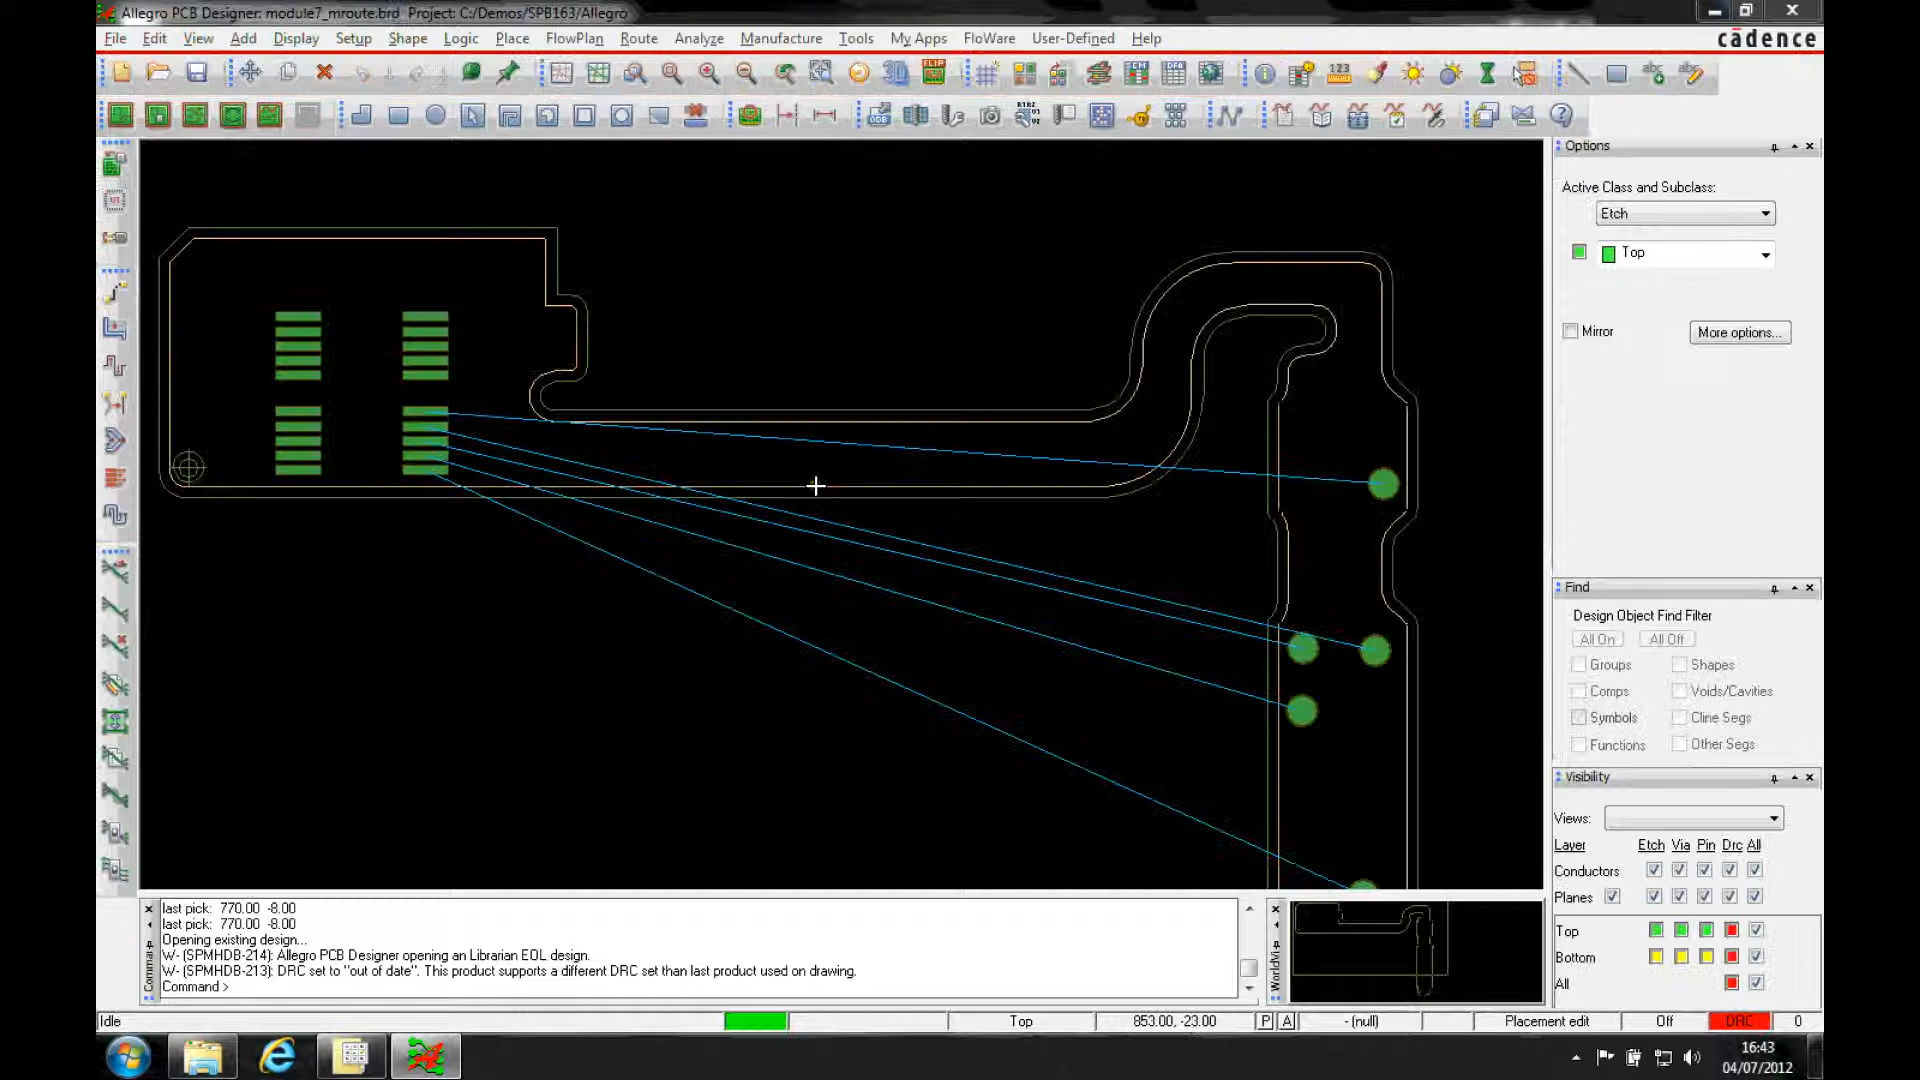 Allegro PCB Designer: module7_mroute.brd Project: C:/Demos/SPB163/Allegro
File Edit View Add Display Setup Shape Logic Place FlowPlan Route Analyze Manufacture Tools My Apps FloWare User-Defined Help
cādence
Options
Active Class and Subclass:
Etch
Top
Mirror
More options...
Find
Design Object Find Filter
All On All Off
Groups Shapes
Comps Voids/Cavities
Symbols Cline Segs
Functions Other Segs
Visibility
Views:
Layer Etch Via Pin Drc All
Conductors
Planes
Top
Bottom
All
last pick: 770.00 -8.00
last pick: 770.00 -8.00
Opening existing design...
W- (SPMHDB-214): Allegro PCB Designer opening an Librarian EOL design.
W- (SPMHDB-213): DRC set to "out of date". This product supports a different DRC set than last product used on drawing.
Command >
Idle Top 853.00, -23.00 P A - (null) Placement edit Off DRC 0
16:43
04/07/2012